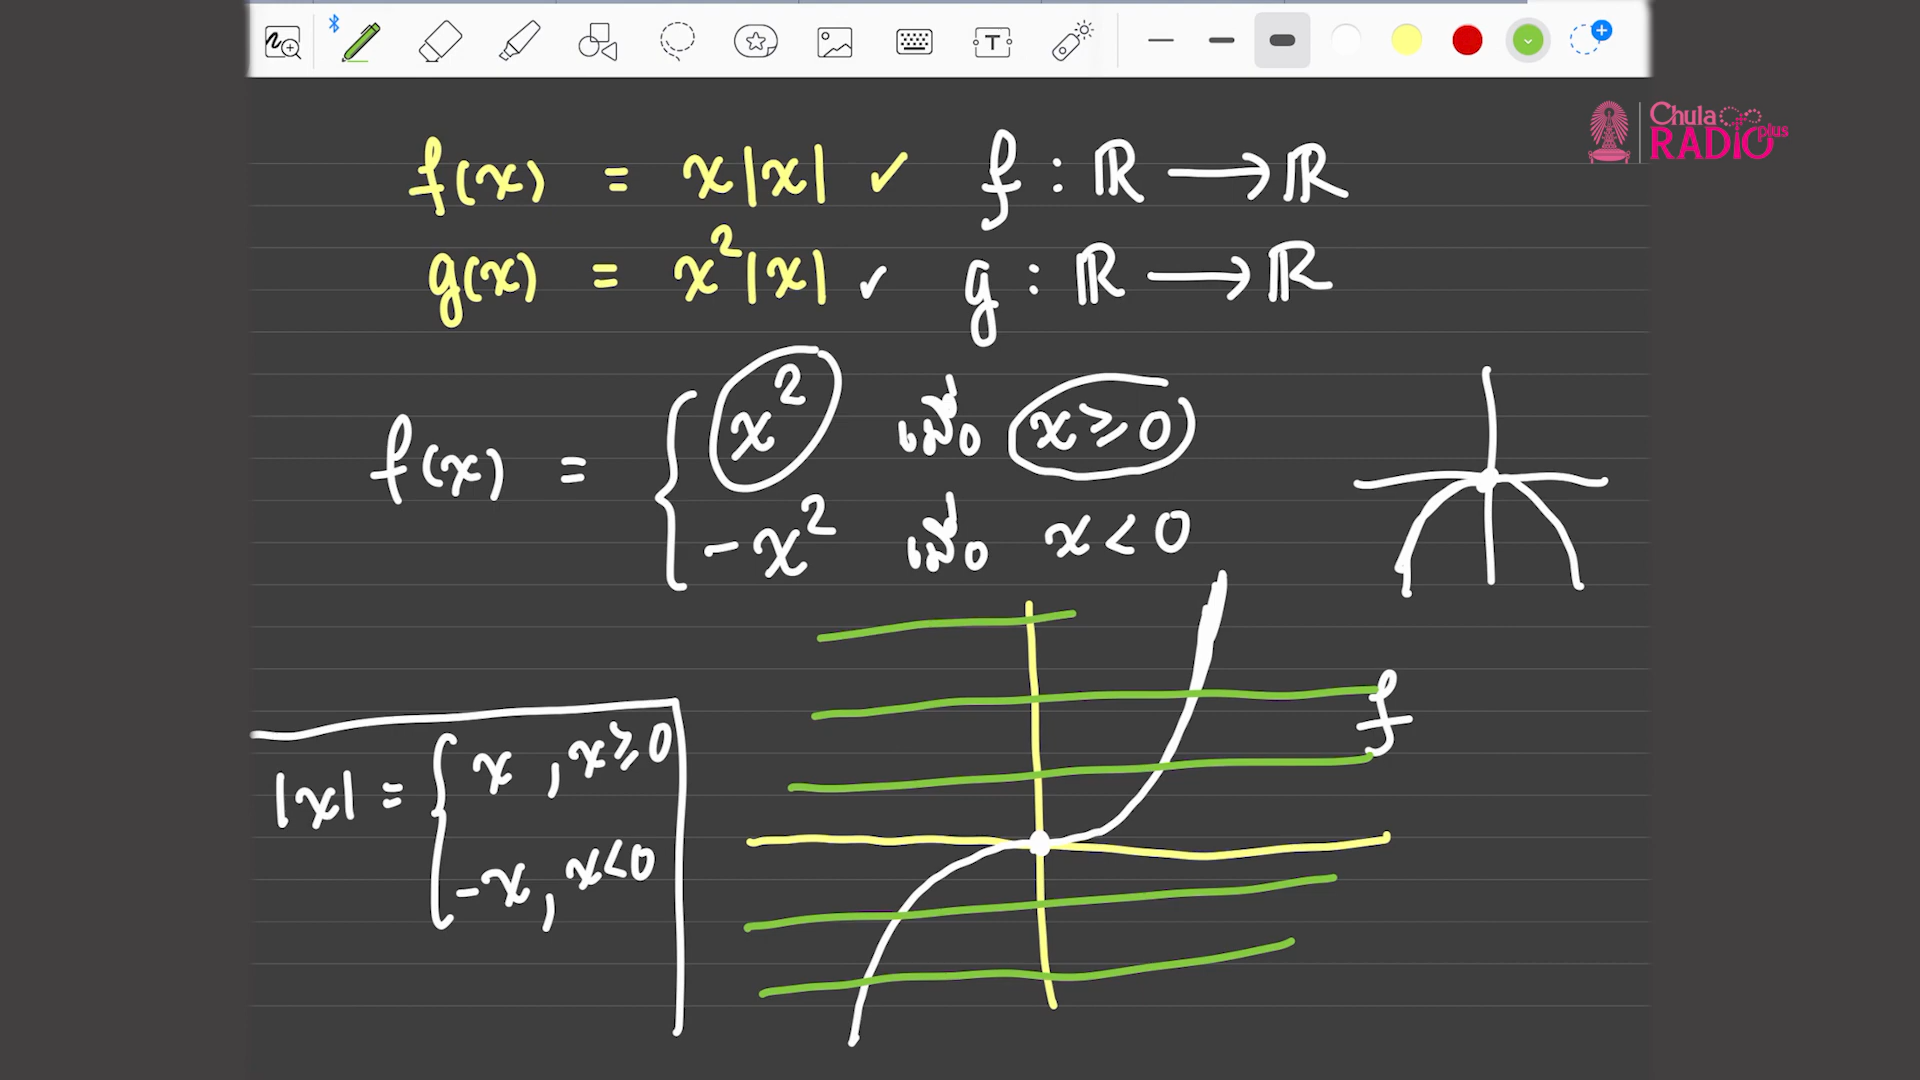 Chula
RADIO plus
f(x) = x|x| ✓ f : ℝ ⟶ ℝ
g(x) = x²|x| ✓ g : ℝ ⟶ ℝ
f(x) = { x² เมื่อ x ≥ 0
-x² เมื่อ x < 0
f
|x| = { x , x ≥ 0
-x , x < 0